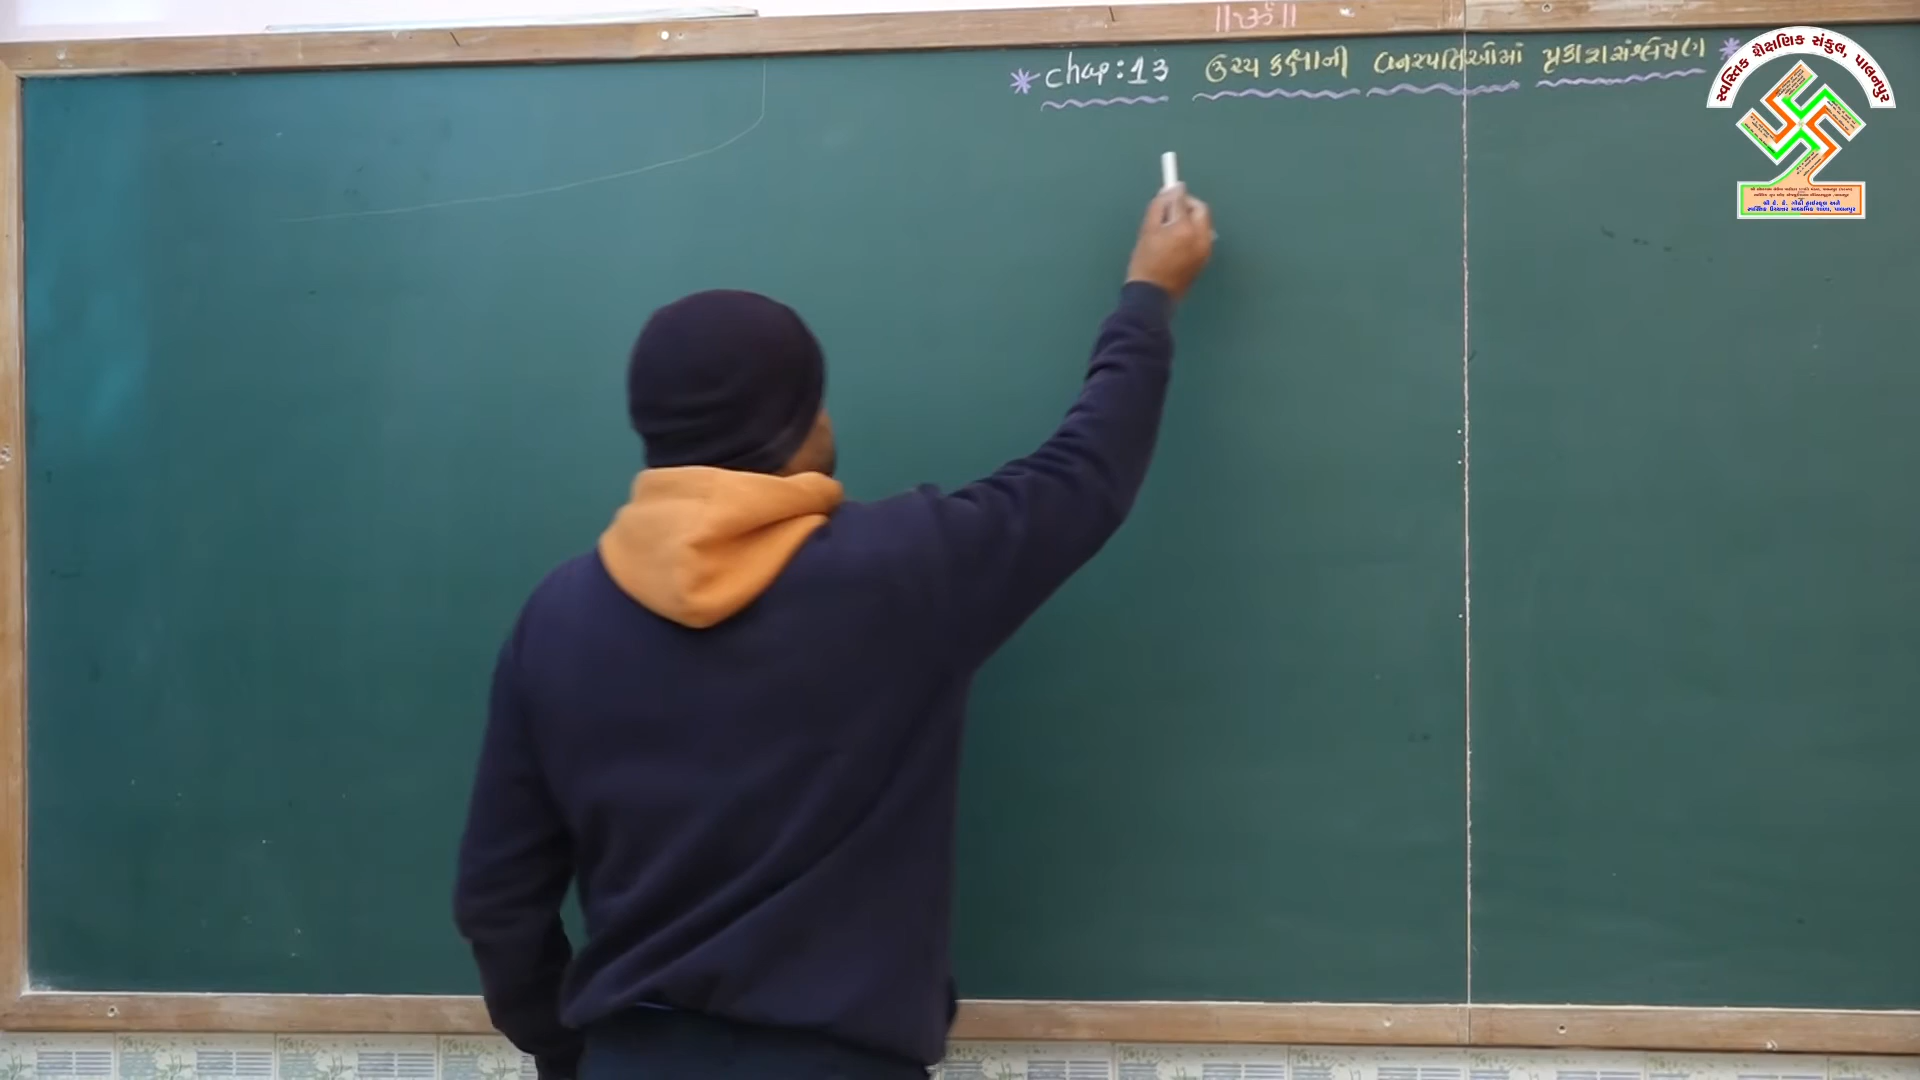 ॥ૐ॥
* chap:13 ઉચ્ચ કક્ષાની વનસ્પતિઓમાં પ્રકાશસંશ્લેષણ *
સ્વસ્તિક શૈક્ષણિક સંકુલ, પાલનપુર